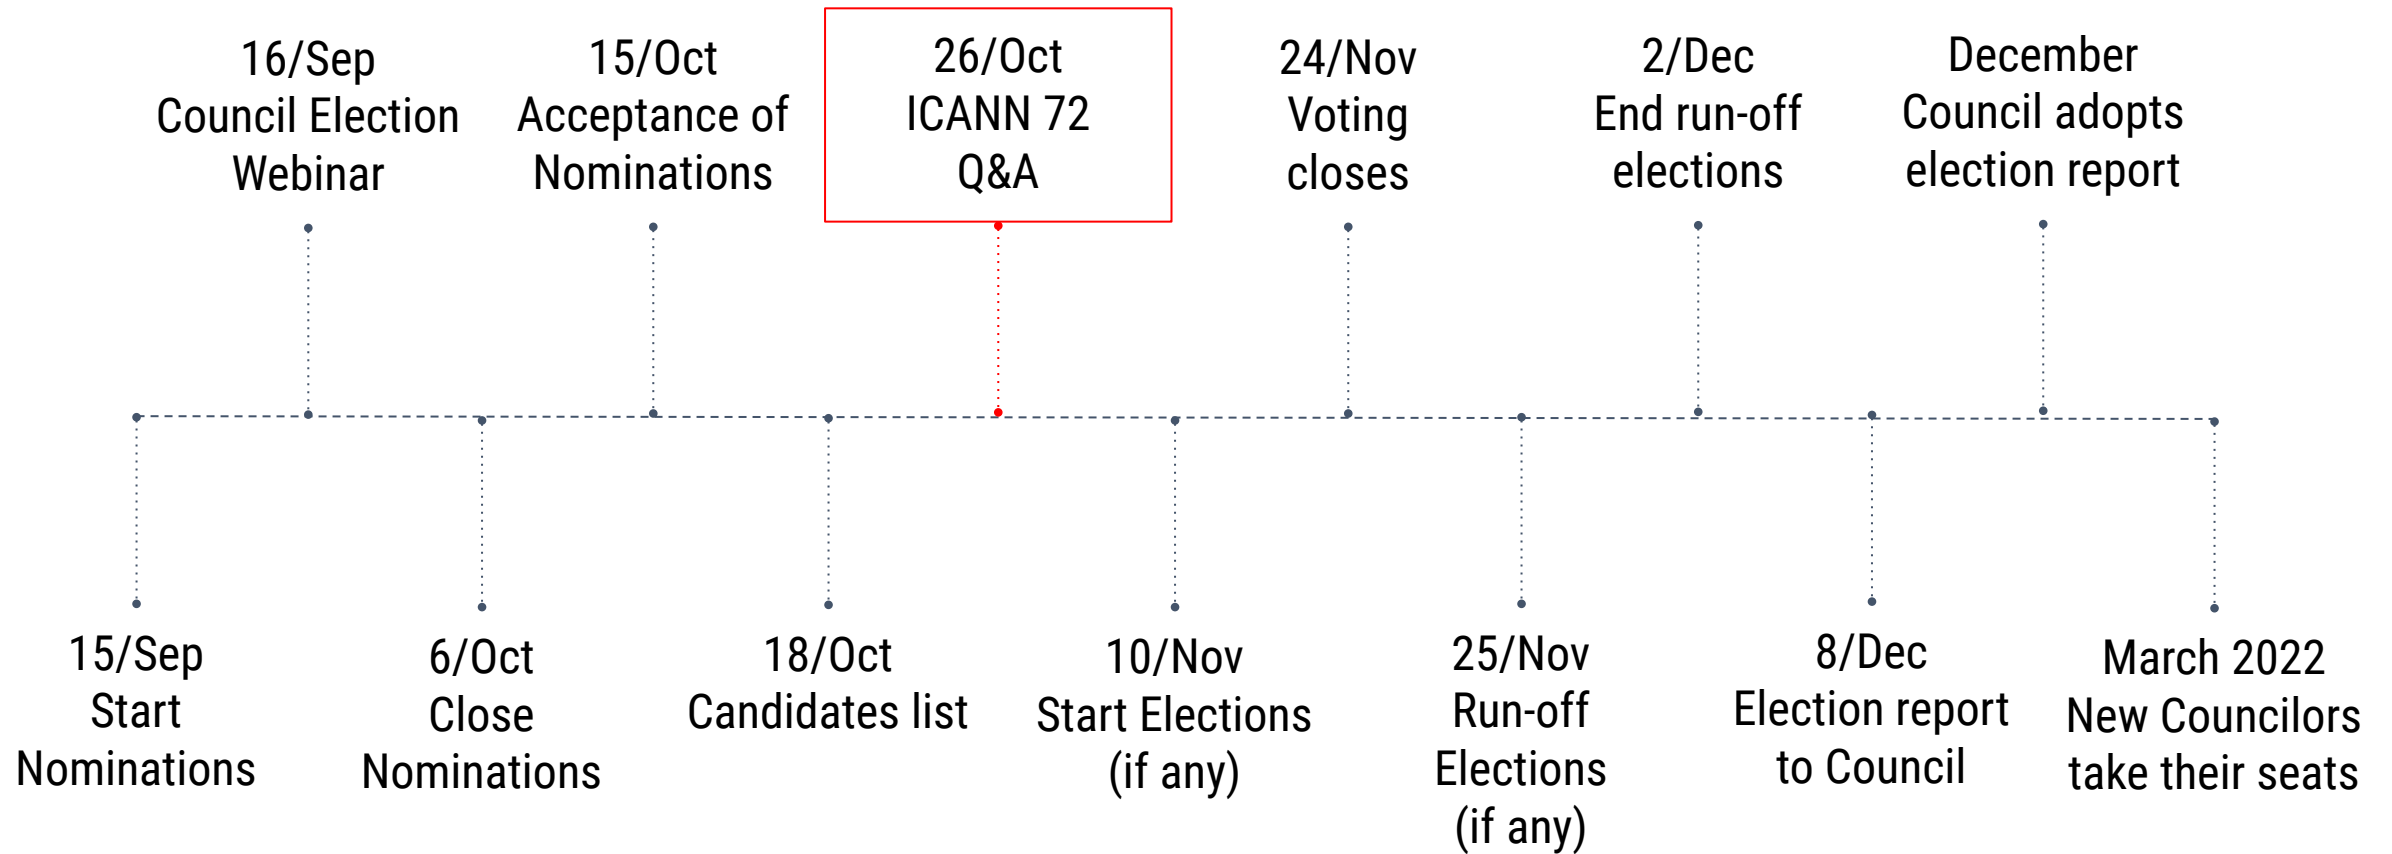 16/Sep
Council Election
Webinar
15/Oct
Acceptance of
Nominations
26/Oct
ICANN 72
Q&A
24/Nov
Voting
closes
2/Dec
End run-off
elections
December
Council adopts
election report
15/Sep
Start
Nominations
6/Oct
Close
Nominations
18/Oct
Candidates list
10/Nov
Start Elections
(if any)
25/Nov
Run-off
Elections
(if any)
8/Dec
Election report
to Council
March 2022
New Councilors
take their seats